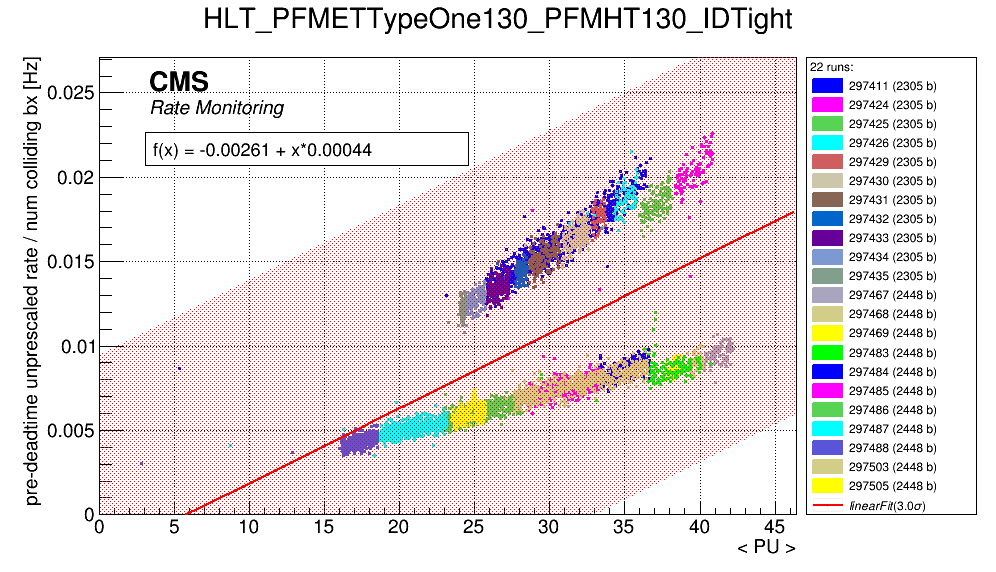 HLT_PFMETTypeOne130_PFMHT130_IDTight
pre-deadtime unprescaled rate / num colliding bx [Hz]
CMS
Rate Monitoring
f(x) = -0.00261 + x*0.00044
0.025
0.02
0.015
0.01
0.005
0
0 5 10 15 20 25 30 35 40 45
< PU >
22 runs:
297411 (2305 b)
297424 (2305 b)
297425 (2305 b)
297426 (2305 b)
297429 (2305 b)
297430 (2305 b)
297431 (2305 b)
297432 (2305 b)
297433 (2305 b)
297434 (2305 b)
297435 (2305 b)
297467 (2448 b)
297468 (2448 b)
297469 (2448 b)
297483 (2448 b)
297484 (2448 b)
297485 (2448 b)
297486 (2448 b)
297487 (2448 b)
297488 (2448 b)
297503 (2448 b)
297505 (2448 b)
linearFit(3.0σ)